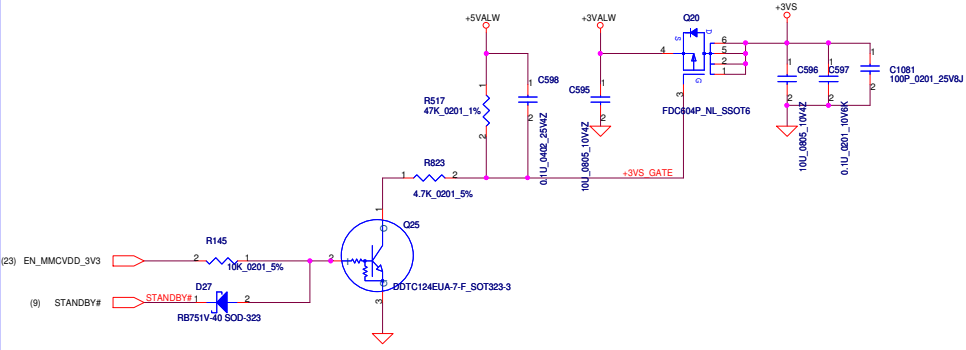 +5VALW
+3VALW
Q20
+3VS
D
S
G
4
6
5
2
1
3
1
2
R517
47K_0201_1%
1
2
C598
0.1U_0402_25V4Z
1
2
C595
10U_0805_10V4Z
FDC604P_NL_SSOT6
1
2
C596
10U_0805_10V4Z
1
2
C597
0.1U_0201_10V6K
1
2
C1081
100P_0201_25V8J
R823
1
2
4.7K_0201_5%
+3VS_GATE
1
Q25
2
3
DDTC124EUA-7-F_SOT323-3
(23) EN_MMCVDD_3V3
R145
2
1
10K_0201_5%
(9) STANDBY#
STANDBY#
D27
1
2
RB751V-40 SOD-323